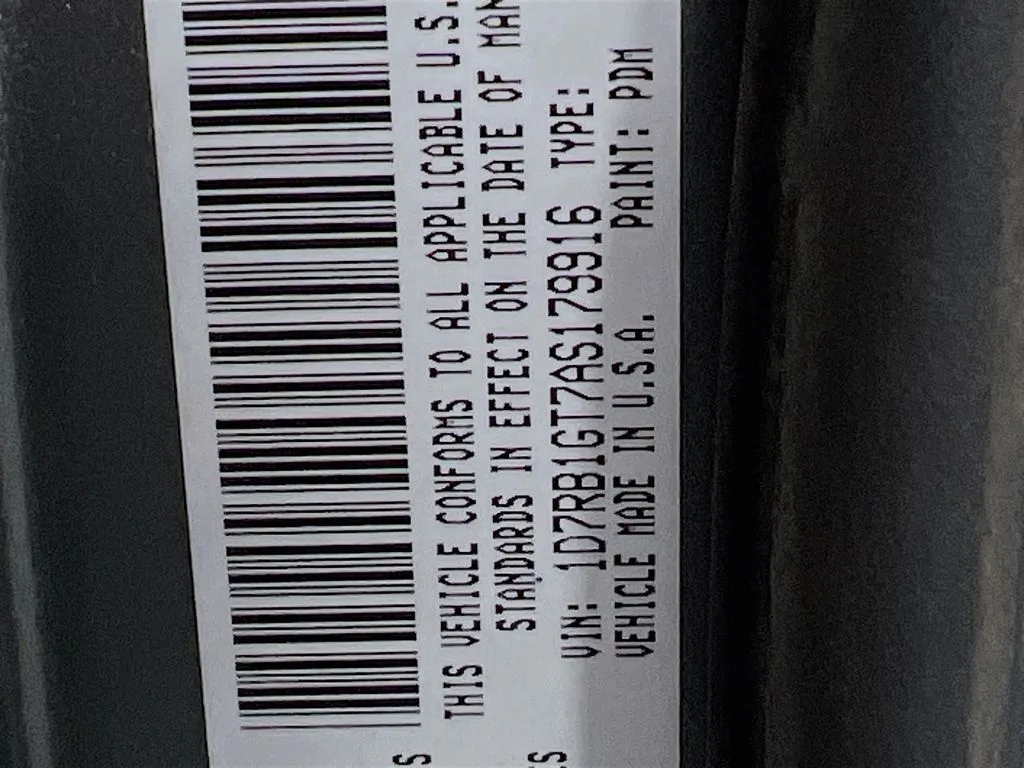 THIS VEHICLE CONFORMS TO ALL APPLICABLE U.S.
STANDARDS IN EFFECT ON THE DATE OF MAN
VIN: 1D7RB1GT7AS179916 TYPE:
VEHICLE MADE IN U.S.A. PAINT: PDM